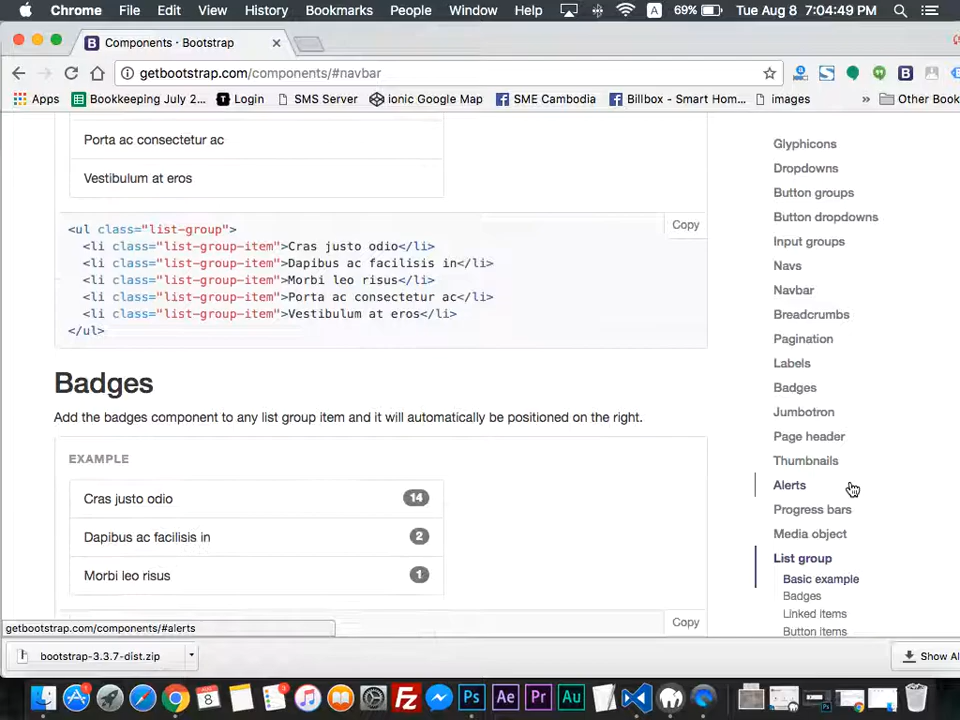 Chrome File Edit View History Bookmarks People Window Help A 69% Tue Aug 8 7:04:49 PM
B Components · Bootstrap
getbootstrap.com/components/#navbar
Apps Bookkeeping July 2... Login SMS Server ionic Google Map SME Cambodia Billbox - Smart Hom... images » Other Book
Porta ac consectetur ac
Vestibulum at eros
Copy
<ul class="list-group">
<li class="list-group-item">Cras justo odio</li>
<li class="list-group-item">Dapibus ac facilisis in</li>
<li class="list-group-item">Morbi leo risus</li>
<li class="list-group-item">Porta ac consectetur ac</li>
<li class="list-group-item">Vestibulum at eros</li>
</ul>
Badges
Add the badges component to any list group item and it will automatically be positioned on the right.
EXAMPLE
Cras justo odio 14
Dapibus ac facilisis in 2
Morbi leo risus 1
Copy
Glyphicons
Dropdowns
Button groups
Button dropdowns
Input groups
Navs
Navbar
Breadcrumbs
Pagination
Labels
Badges
Jumbotron
Page header
Thumbnails
Alerts
Progress bars
Media object
List group
Basic example
Badges
Linked items
Button items
getbootstrap.com/components/#alerts
bootstrap-3.3.7-dist.zip Show Al
Ps Ae Pr Au